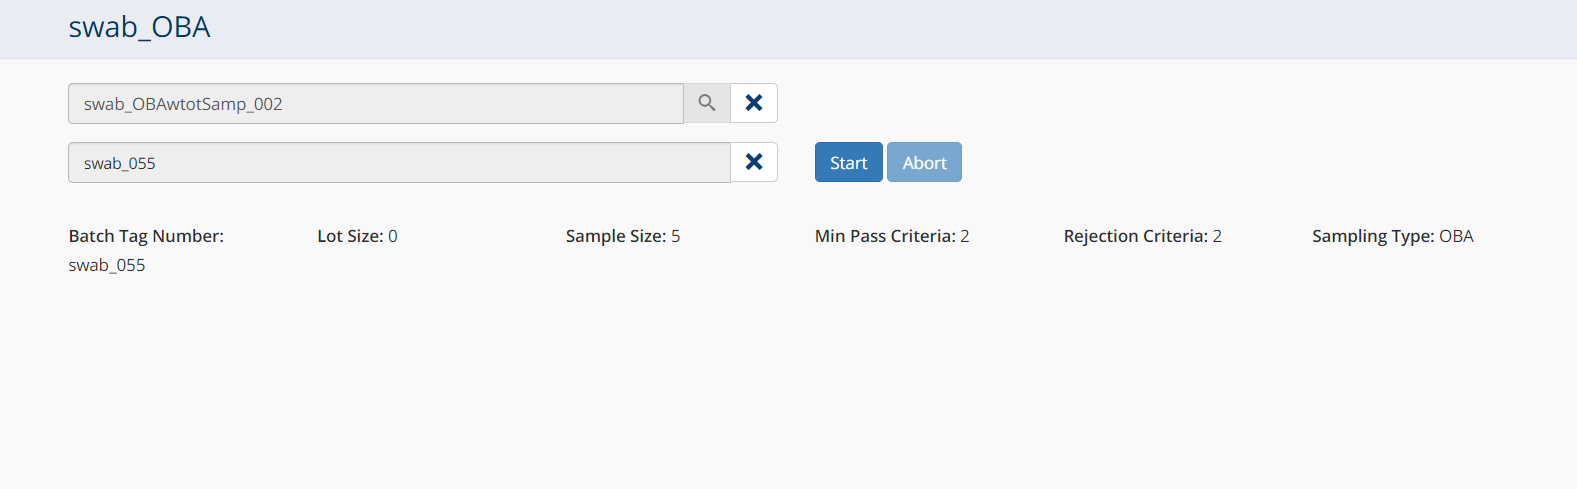 swab_OBA
swab_OBAwtotSamp_002
swab_055
Start Abort
Batch Tag Number: Lot Size: 0 Sample Size: 5 Min Pass Criteria: 2 Rejection Criteria: 2 Sampling Type: OBA
swab_055